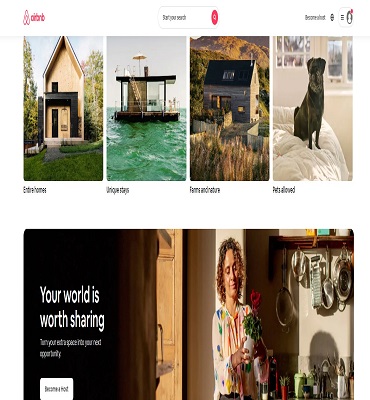 airbnb
Start your search
Become a host
Entire homes
Unique stays
Farms and nature
Pets allowed
Your world is
worth sharing
Turn your extra space into your next
opportunity.
Become a Host